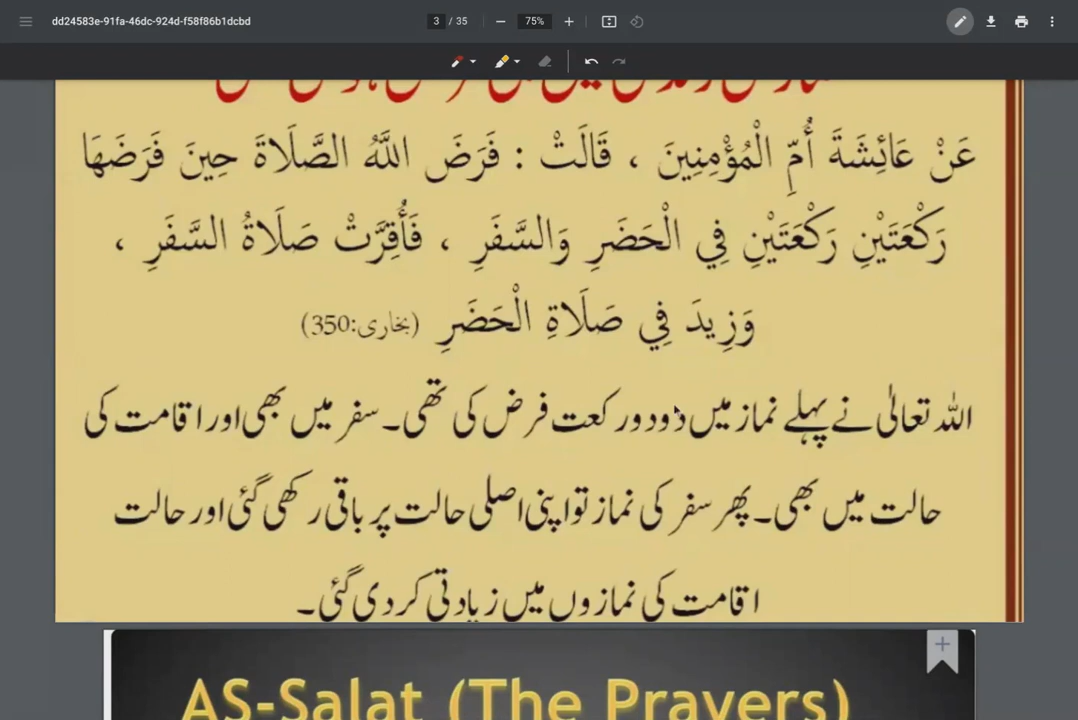 dd24583e-91fa-46dc-924d-f58f86b1dcbd
3 / 35
75%
عَنْ عَائِشَةَ أُمِّ الْمُؤْمِنِينَ ، قَالَتْ : فَرَضَ اللَّهُ الصَّلَاةَ حِينَ فَرَضَهَا
رَكْعَتَيْنِ رَكْعَتَيْنِ فِي الْحَضَرِ وَالسَّفَرِ ، فَأُقِرَّتْ صَلَاةُ السَّفَرِ ،
وَزِيدَ فِي صَلَاةِ الْحَضَرِ (بخاری:350)
اللہ تعالیٰ نے پہلے نماز میں دو دو رکعت فرض کی تھی۔ سفر میں بھی اور اقامت کی
حالت میں بھی۔ پھر سفر کی نماز تو اپنی اصلی حالت پر باقی رکھی گئی اور حالت
اقامت کی نمازوں میں زیادتی کر دی گئی۔
AS-Salat (The Prayers)